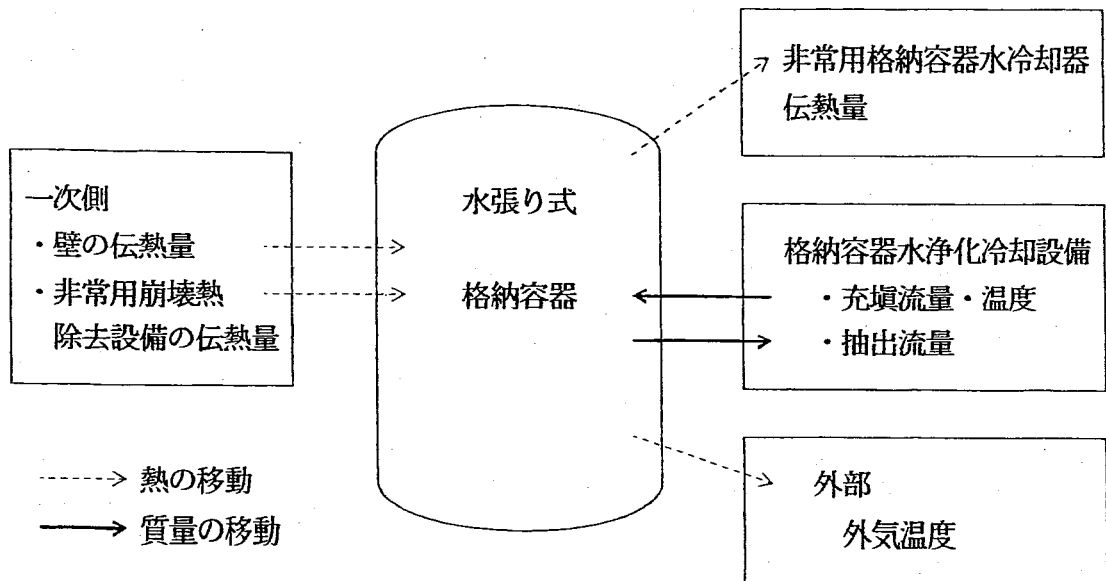 一次側
・壁の伝熱量
・非常用崩壊熱
除去設備の伝熱量
水張り式
格納容器
非常用格納容器水冷却器
伝熱量
格納容器水浄化冷却設備
・充塡流量・温度
・抽出流量
外部
外気温度
熱の移動
質量の移動